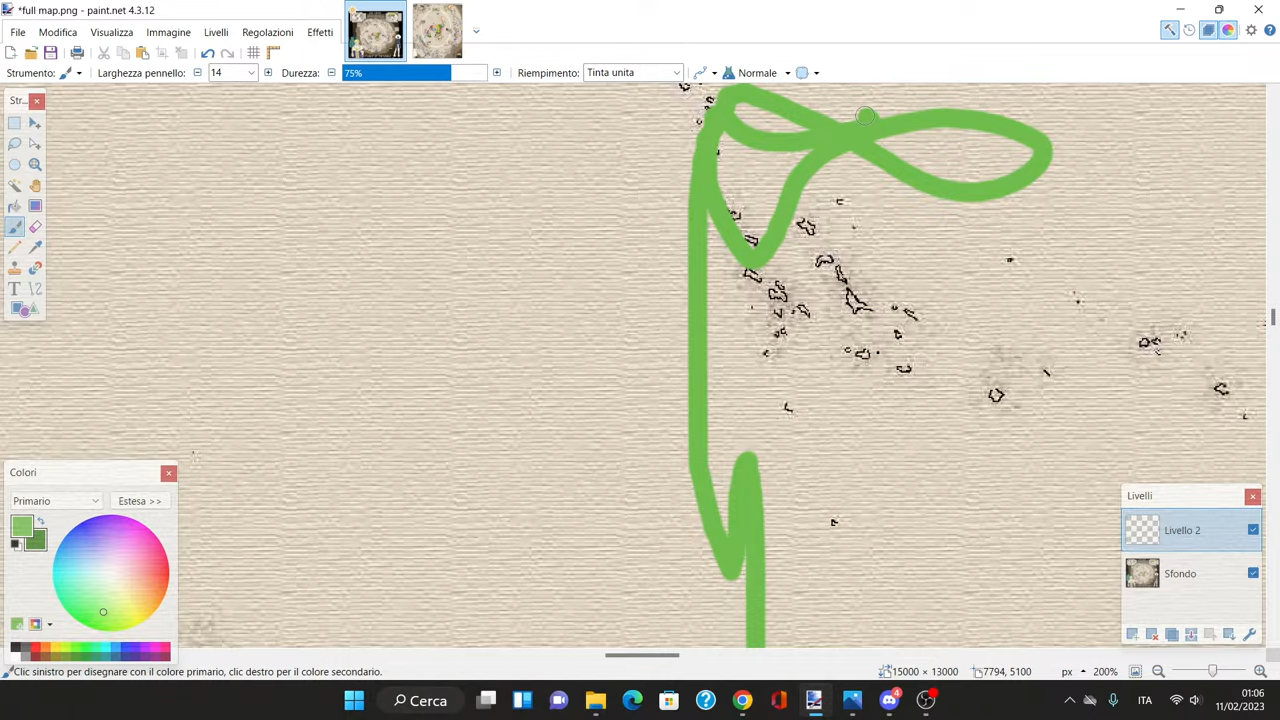 *full map.png - paint.net 4.3.12
File Modifica Visualizza Immagine Livelli Regolazioni Effetti
Strumento: Larghezza pennello: 14 Durezza: 75% Riempimento: Tinta unita Normale
Str...
Colori
Primario Estesa >>
Livelli
Livello 2
Sfondo
Clic sinistro per disegnare con il colore primario, clic destro per il colore secondario. 15000 × 13000 7794, 5100 px 200%
Cerca 4 ITA 01:06
11/02/2023